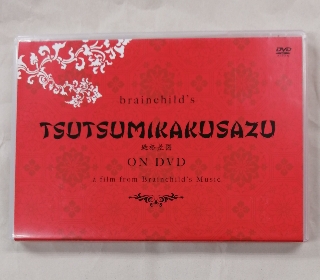 DVD
brainchild's
TSUTSUMIKAKUSAZU
ON DVD
a film from Brainchild's Music